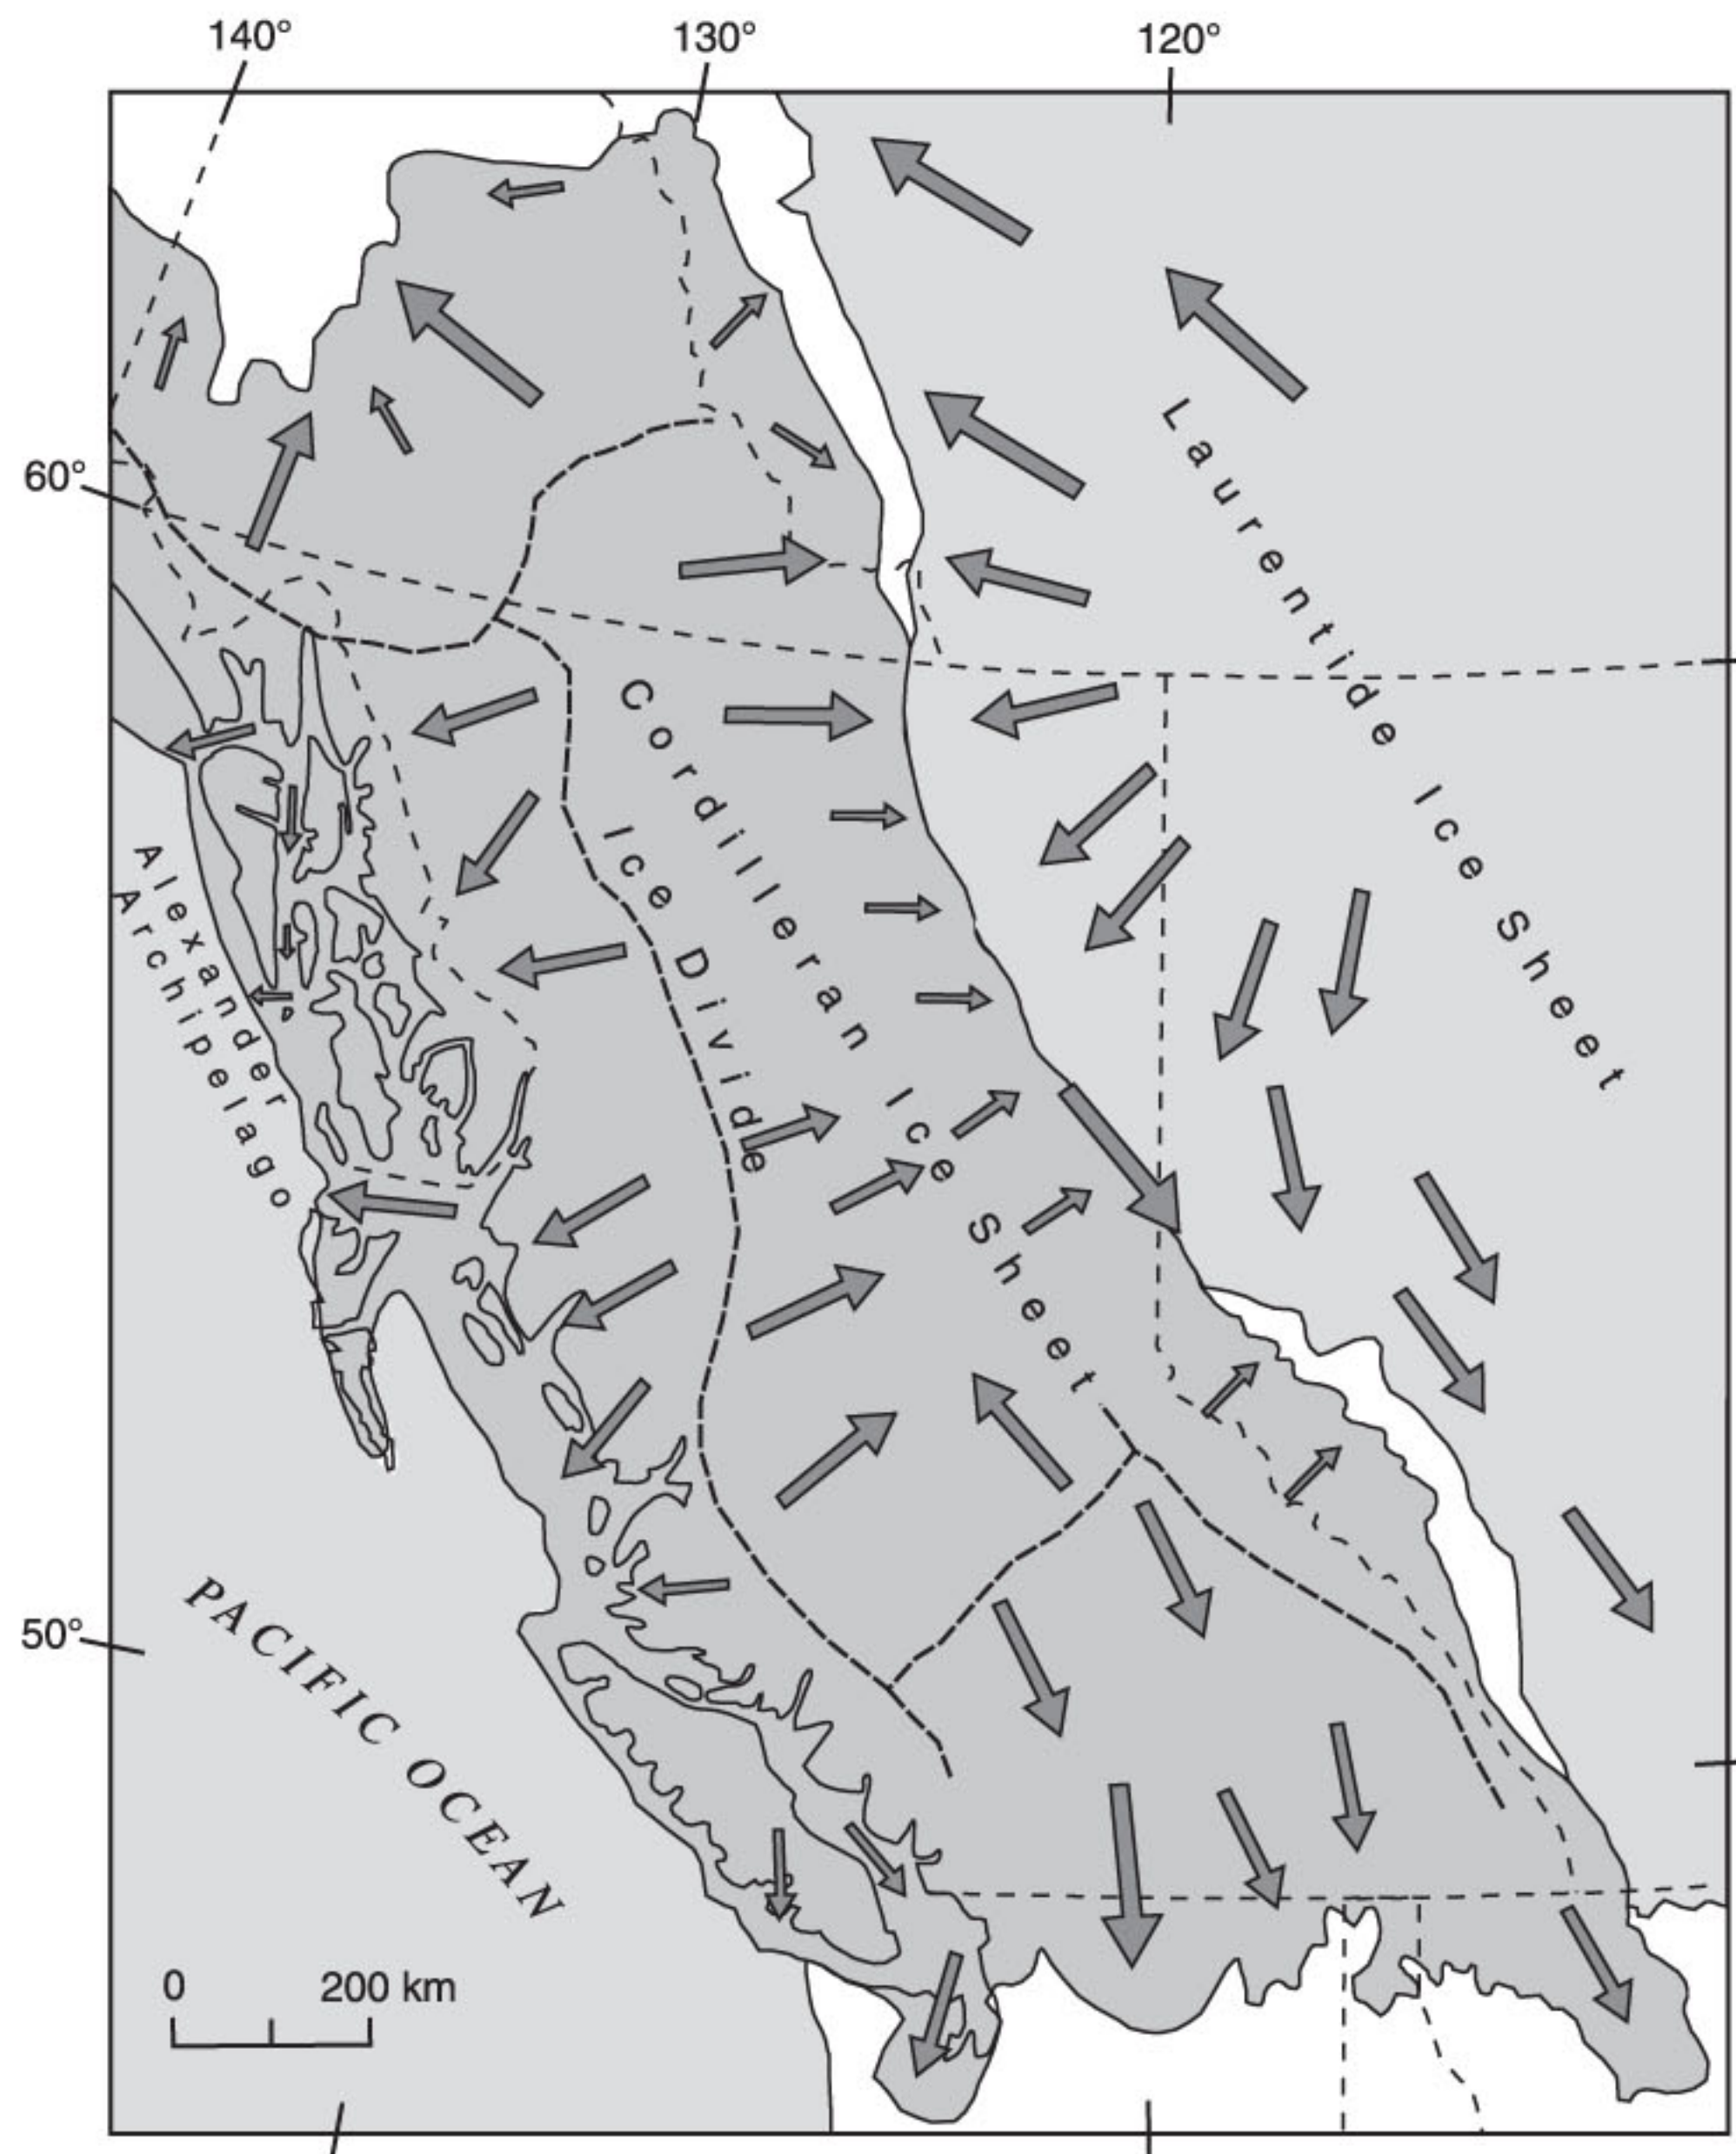 140°
130°
120°
60°
Laurentide Ice Sheet
Cordilleran Ice Sheet
Ice Divide
Alexander
Archipelago
50°
PACIFIC OCEAN
0 200 km